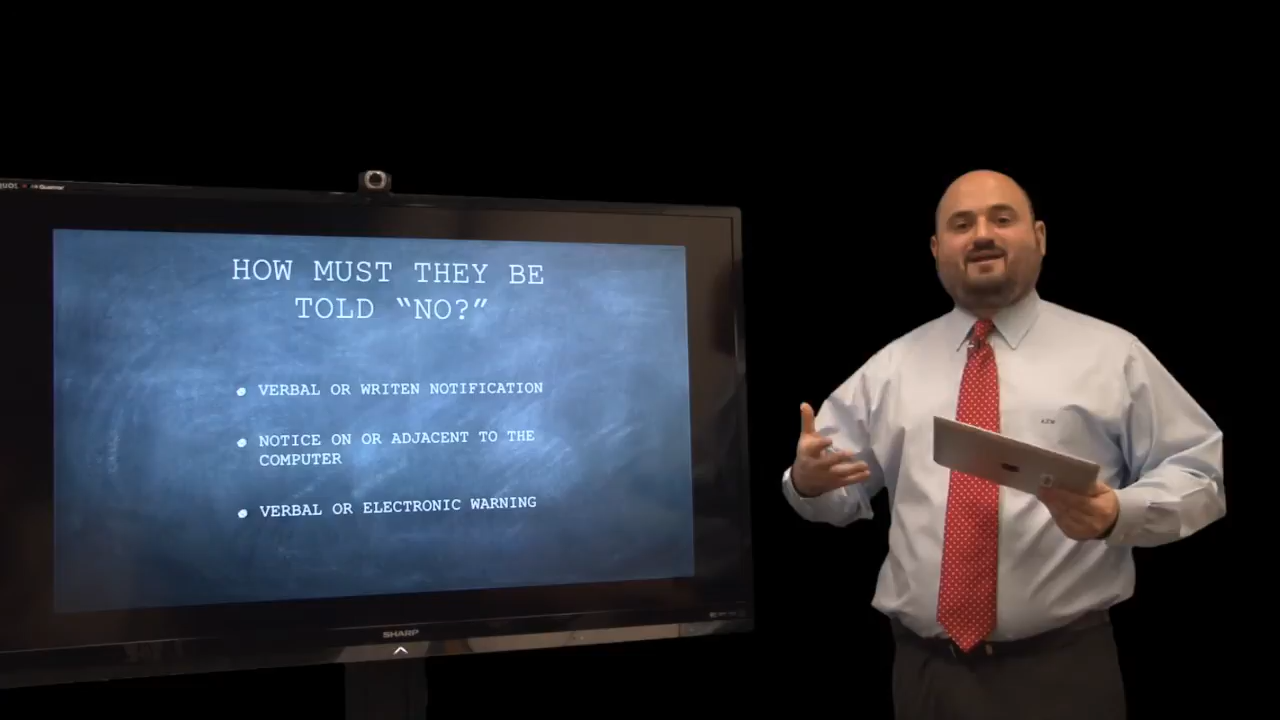 HOW MUST THEY BE
TOLD “NO?”
VERBAL OR WRITEN NOTIFICATION
NOTICE ON OR ADJACENT TO THE
COMPUTER
VERBAL OR ELECTRONIC WARNING
SHARP